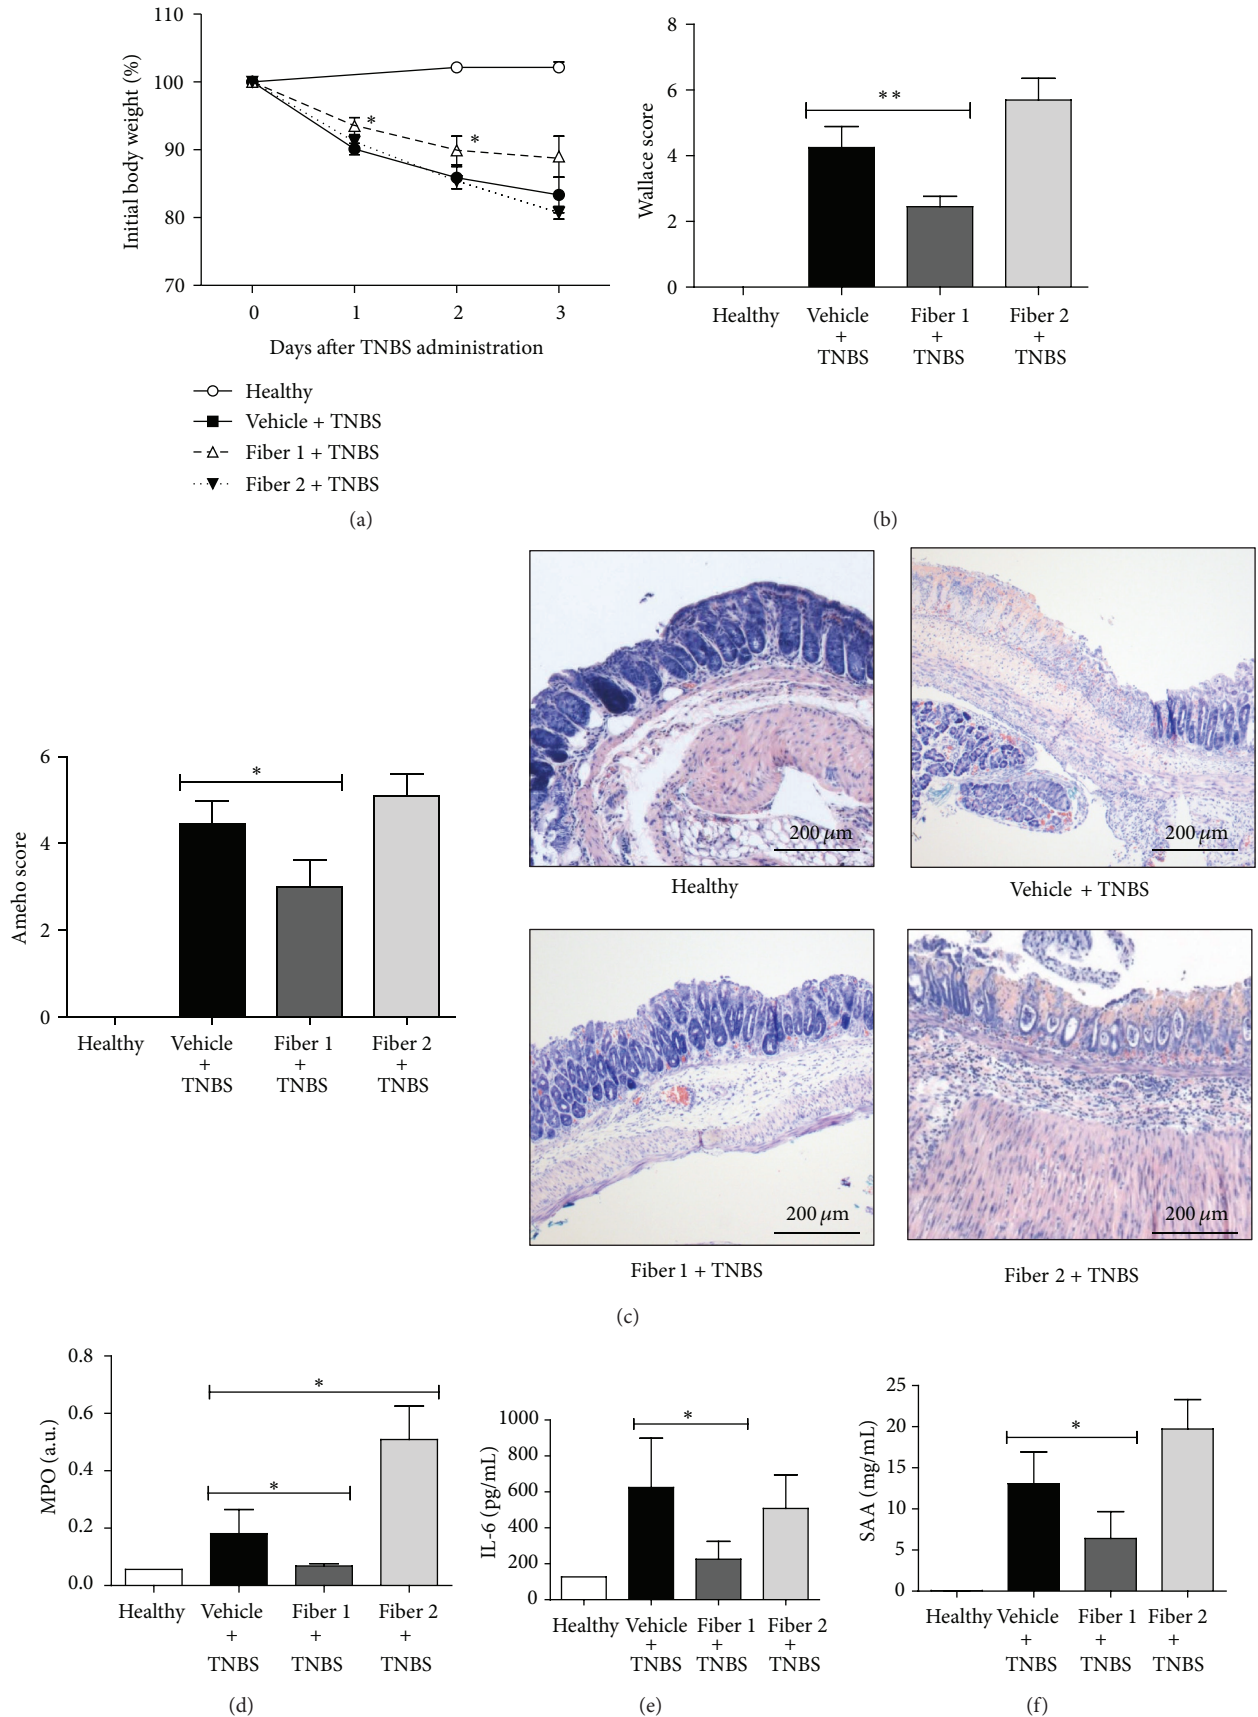 110
100
90
80
70
Initial body weight (%)
*
*
0 1 2 3
Days after TNBS administration
Healthy
Vehicle + TNBS
Fiber 1 + TNBS
Fiber 2 + TNBS
(a)
8
6
4
2
0
Wallace score
**
Healthy Vehicle + TNBS Fiber 1 + TNBS Fiber 2 + TNBS
(b)
6
4
2
0
Ameho score
*
Healthy Vehicle + TNBS Fiber 1 + TNBS Fiber 2 + TNBS
200 μm
Healthy
200 μm
Vehicle + TNBS
200 μm
Fiber 1 + TNBS
200 μm
Fiber 2 + TNBS
(c)
0.8
0.6
0.4
0.2
0.0
MPO (a.u.)
*
*
Healthy Vehicle + TNBS Fiber 1 + TNBS Fiber 2 + TNBS
(d)
1000
800
600
400
200
0
IL-6 (pg/mL)
*
Healthy Vehicle + TNBS Fiber 1 + TNBS Fiber 2 + TNBS
(e)
25
20
15
10
5
0
SAA (mg/mL)
*
Healthy Vehicle + TNBS Fiber 1 + TNBS Fiber 2 + TNBS
(f)